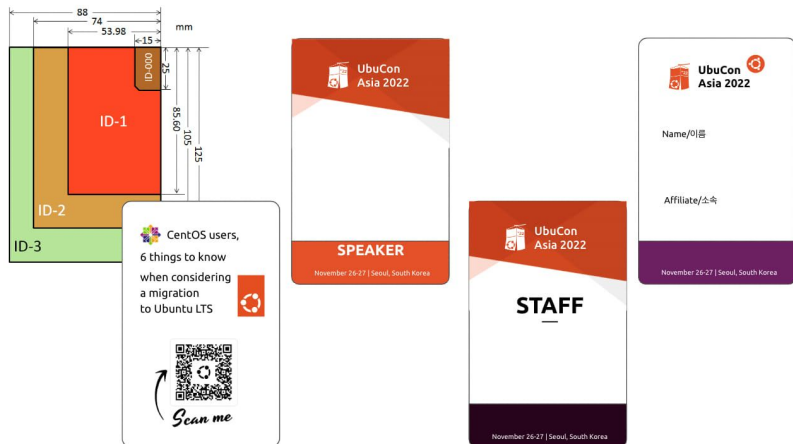 88
74
53.98
15
mm
ID-000
25
ID-1
85.60
105
125
ID-2
ID-3
CentOS users,
6 things to know
when considering
a migration
to Ubuntu LTS
Scan me
UbuCon
Asia 2022
SPEAKER
November 26-27 | Seoul, South Korea
UbuCon
Asia 2022
STAFF
November 26-27 | Seoul, South Korea
UbuCon
Asia 2022
Name/이름
Affiliate/소속
November 26-27 | Seoul, South Korea